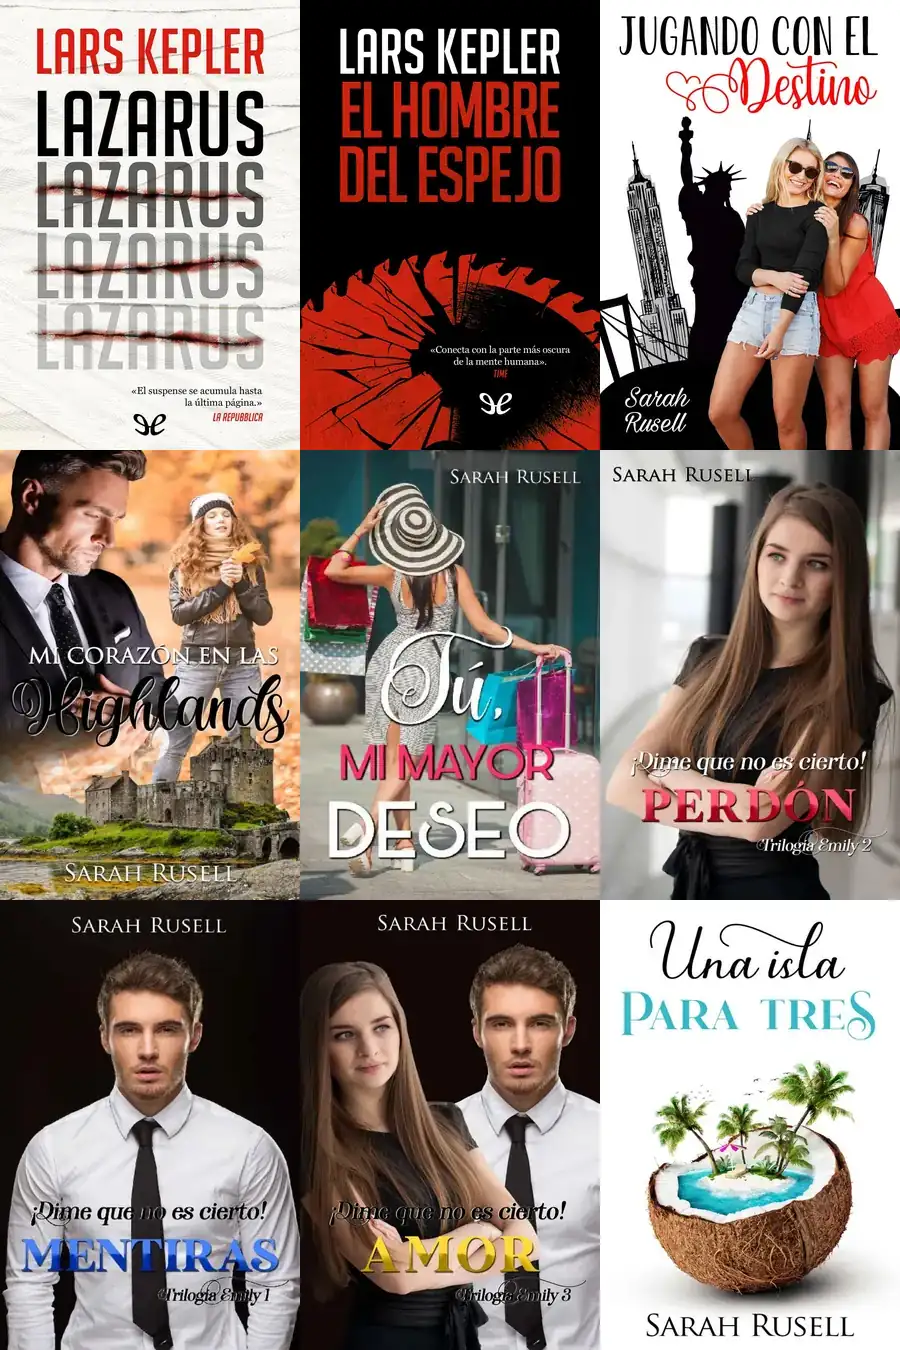 LARS KEPLER
LAZARUS
LAZARUS
LAZARUS
LAZARUS
«El suspense se acumula hasta
la última página.»
LA REPUBBLICA
LARS KEPLER
EL HOMBRE
DEL ESPEJO
«Conecta con la parte más oscura
de la mente humana».
TIME
JUGANDO CON EL
Destino
Sarah
Rusell
MI CORAZÓN EN LAS
Highlands
SARAH RUSELL
SARAH RUSELL
Tú,
MI MAYOR
DESEO
SARAH RUSELL
¡Dime que no es cierto!
PERDÓN
Trilogía Emily 2
SARAH RUSELL
¡Dime que no es cierto!
MENTIRAS
Trilogía Emily 1
SARAH RUSELL
¡Dime que no es cierto!
AMOR
Trilogía Emily 3
Una isla
PARA TRES
SARAH RUSELL